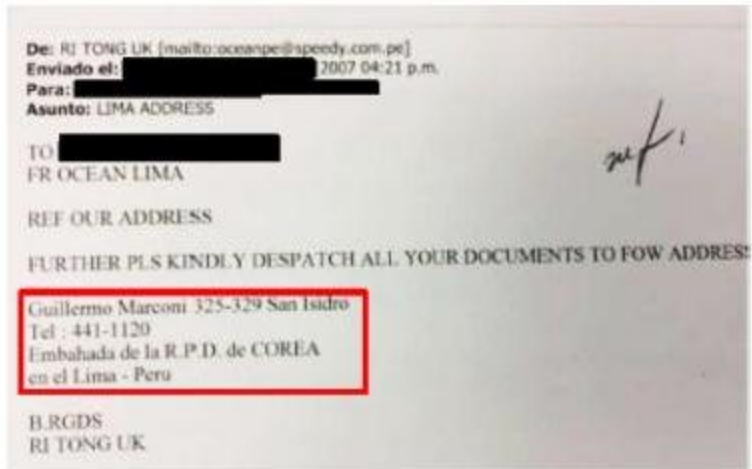 De: RI TONG UK [mailto:oceanpe@speedy.com.pe]
Enviado el: 2007 04:21 p.m.
Para:
Asunto: LIMA ADDRESS
TO
FR OCEAN LIMA
REF OUR ADDRESS
FURTHER PLS KINDLY DESPATCH ALL YOUR DOCUMENTS TO FOW ADDRES
Guillermo Marconi 325-329 San Isidro
Tel : 441-1120
Embahada de la R.P.D. de COREA
en el Lima - Peru
B.RGDS
RI TONG UK